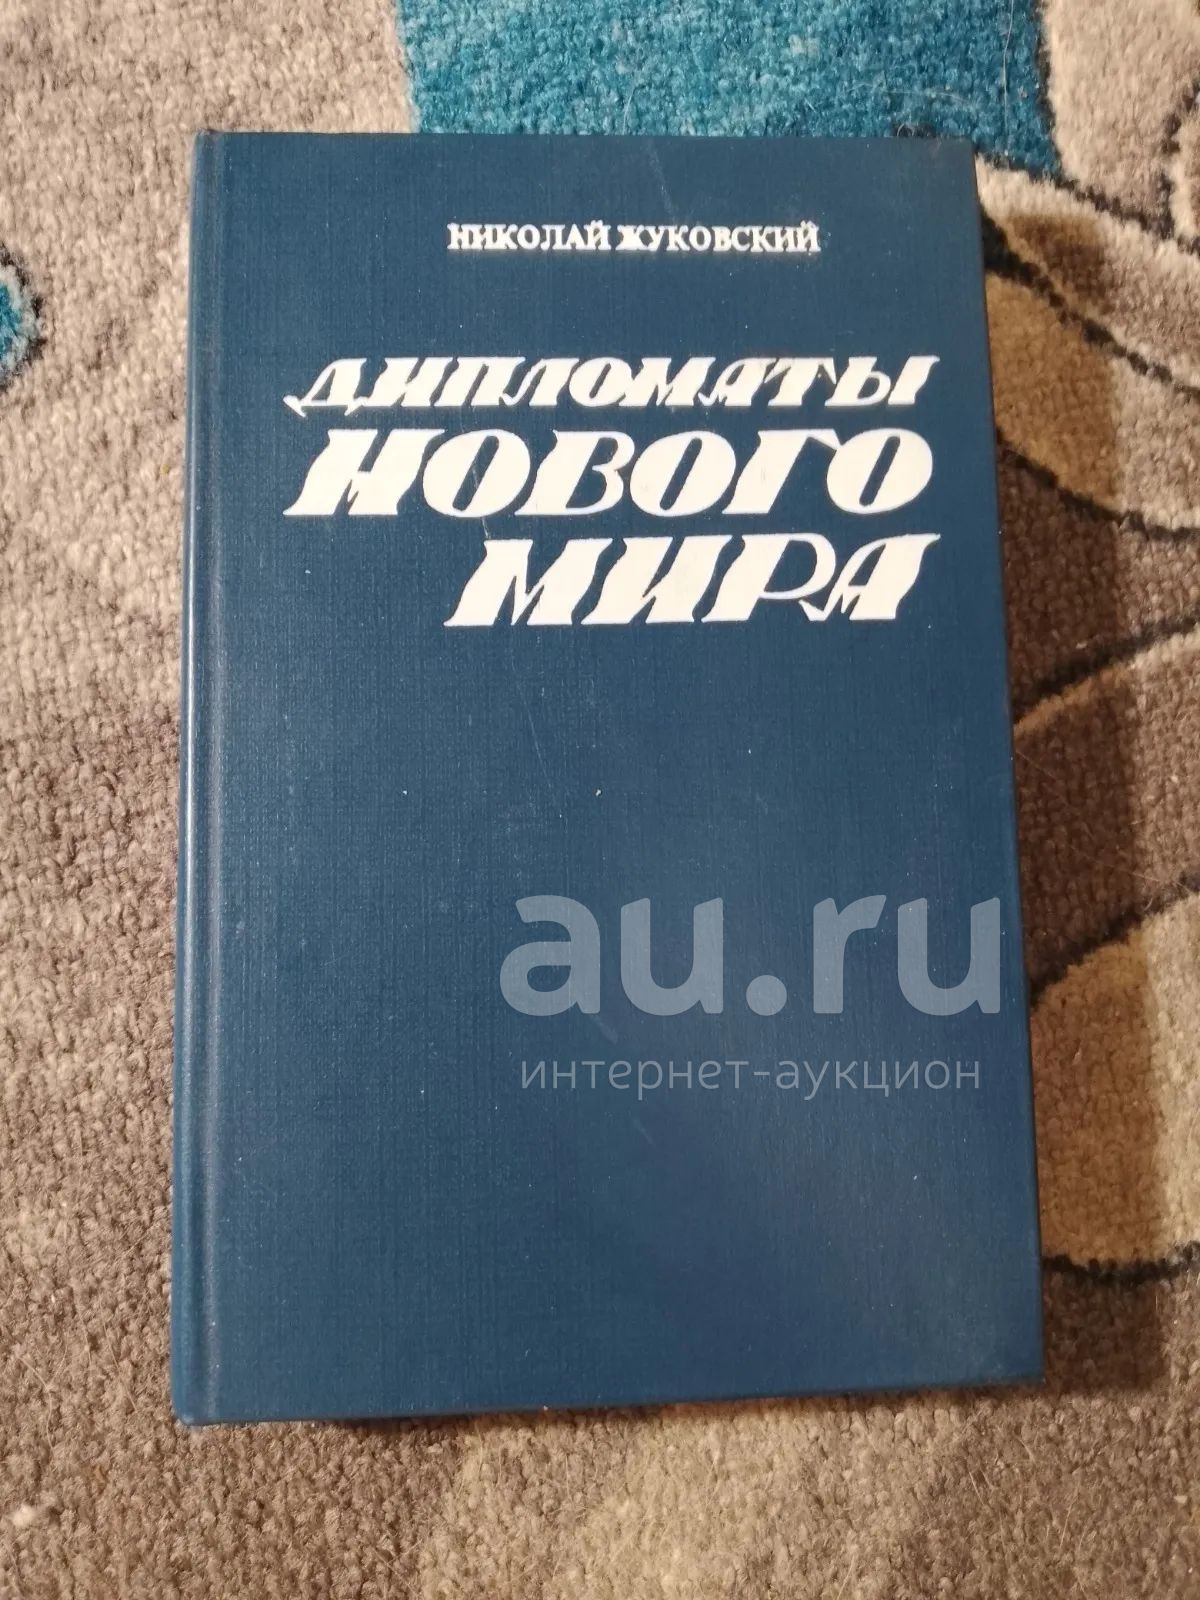 НИКОЛАЙ ЖУКОВСКИЙ
ДИПЛОМАТЫ
НОВОГО
МИРА
au.ru
интернет-аукцион